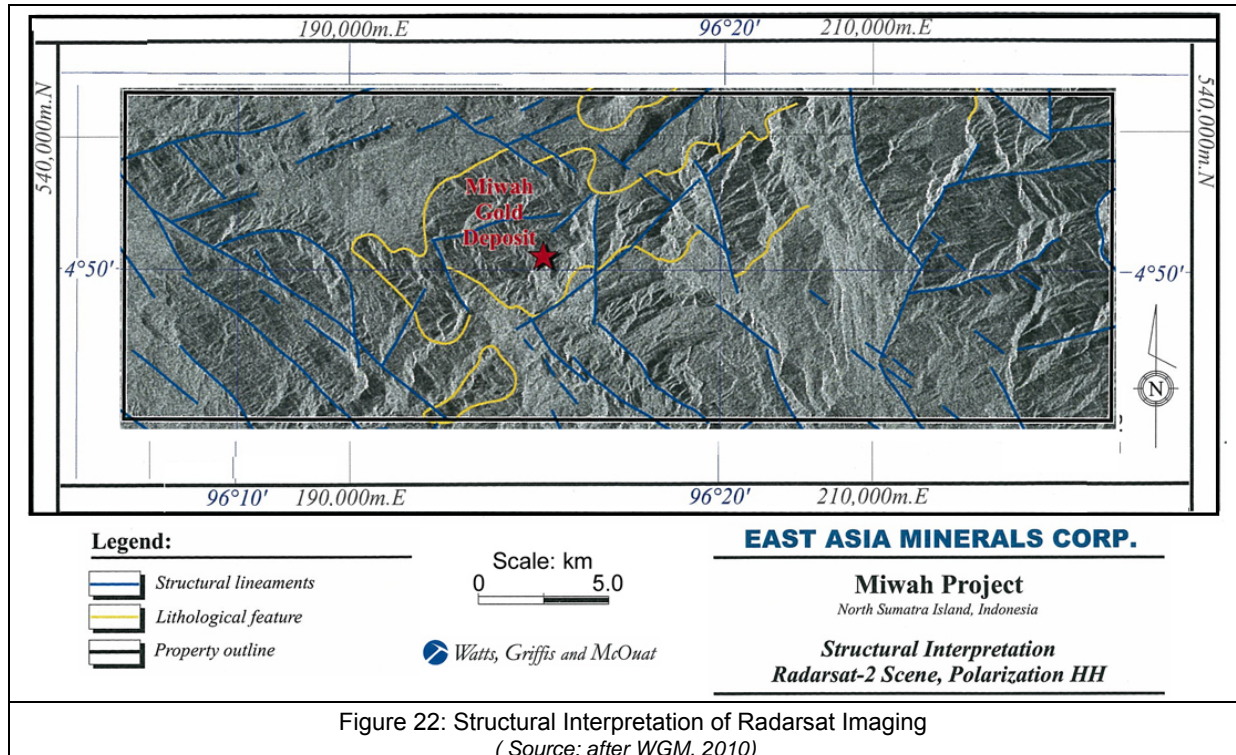 190,000m.E 96°20' 210,000m.E
540,000m.N
540,000m.N
Miwah
Gold
Deposit
4°50'
4°50'
N
?
96°10' 190,000m.E 96°20' 210,000m.E
Legend:
Structural lineaments
Lithological feature
Property outline
Scale: km
0 5.0
Watts, Griffis and McOuat
EAST ASIA MINERALS CORP.
Miwah Project
North Sumatra Island, Indonesia
Structural Interpretation
Radarsat-2 Scene, Polarization HH
Figure 22: Structural Interpretation of Radarsat Imaging
( Source: after WGM, 2010)